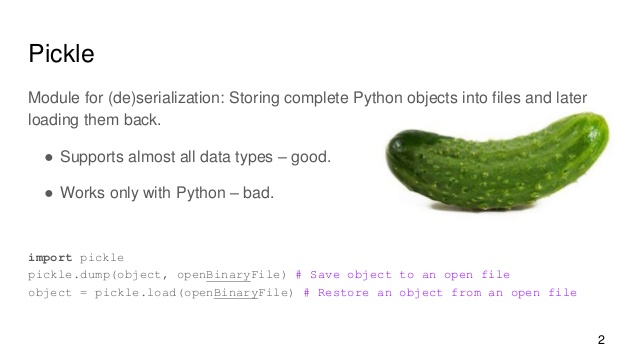 Pickle
Module for (de)serialization: Storing complete Python objects into files and later
loading them back.
● Supports almost all data types – good.
● Works only with Python – bad.
import pickle
pickle.dump(object, openBinaryFile) # Save object to an open file
object = pickle.load(openBinaryFile) # Restore an object from an open file
2